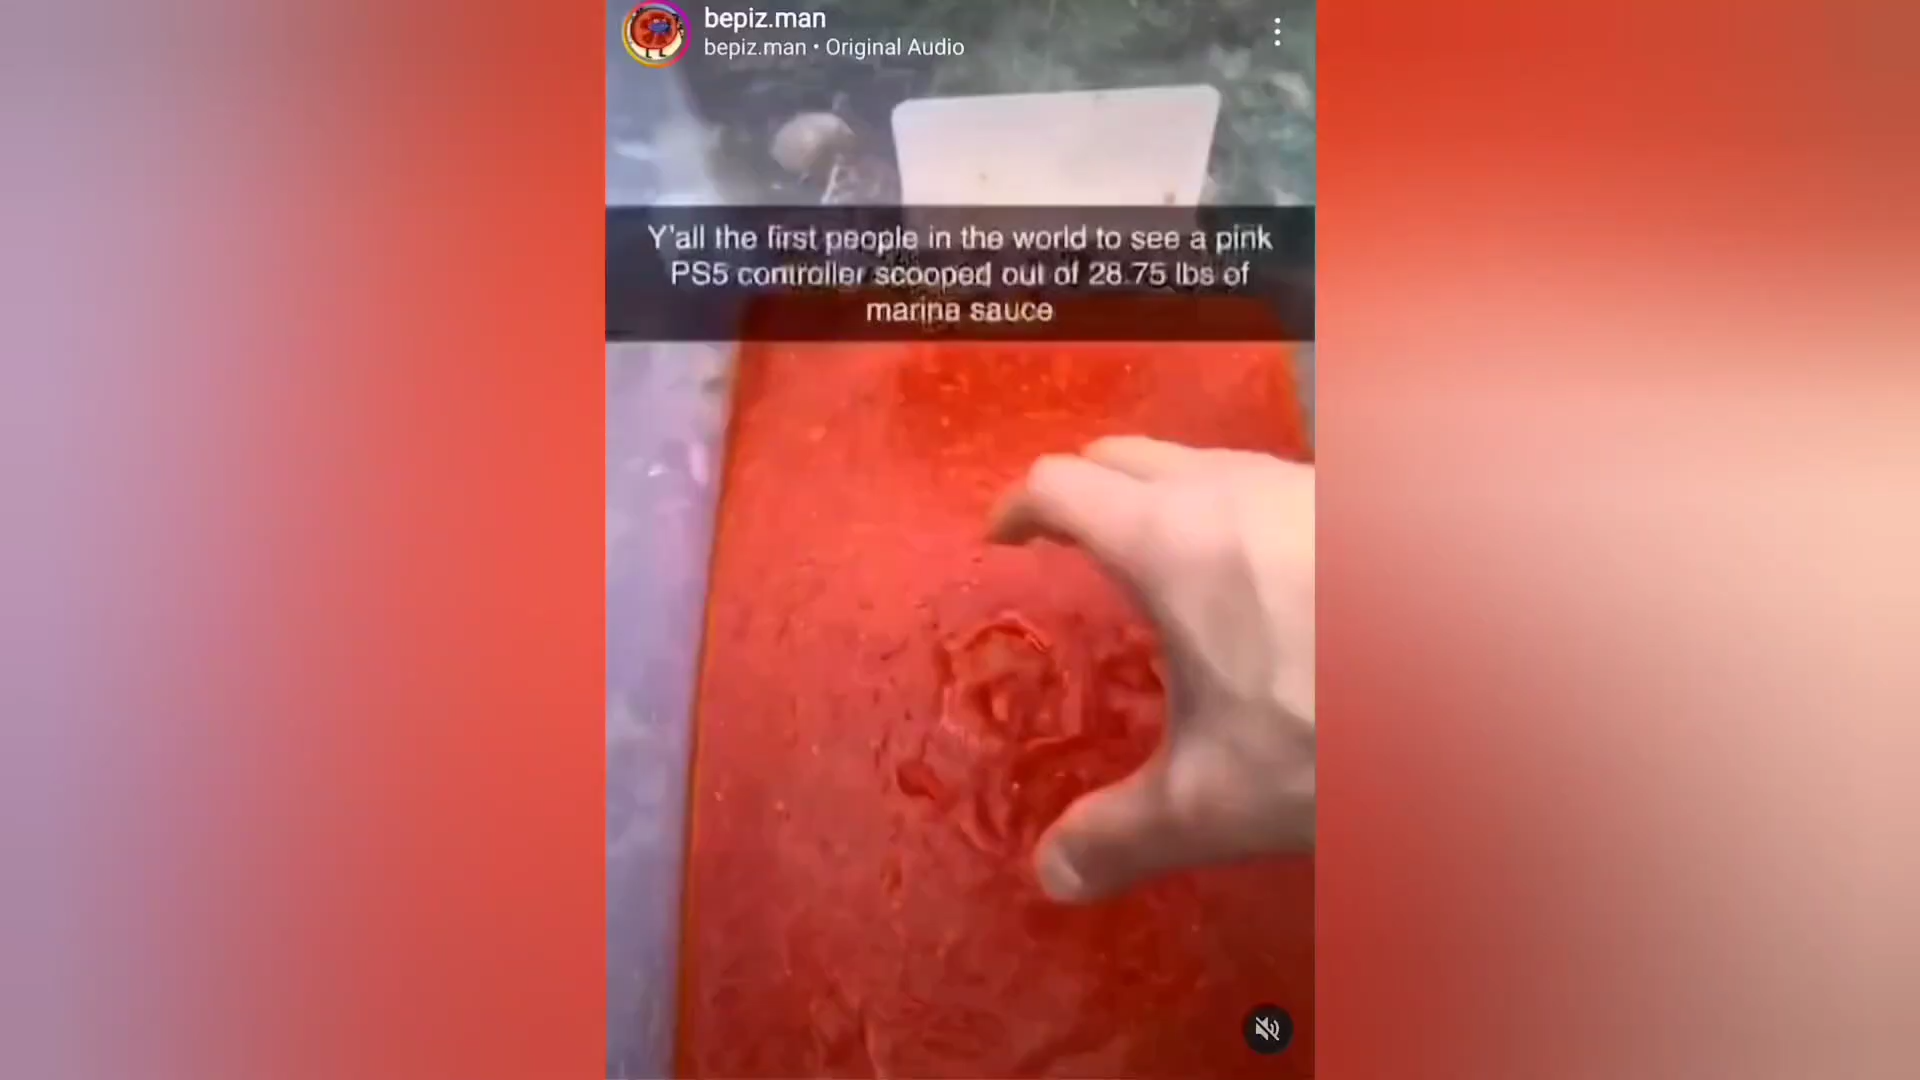 bepiz.man
bepiz.man • Original Audio
Y'all the first people in the world to see a pink
PS5 controller scooped out of 28.75 lbs of
marina sauce